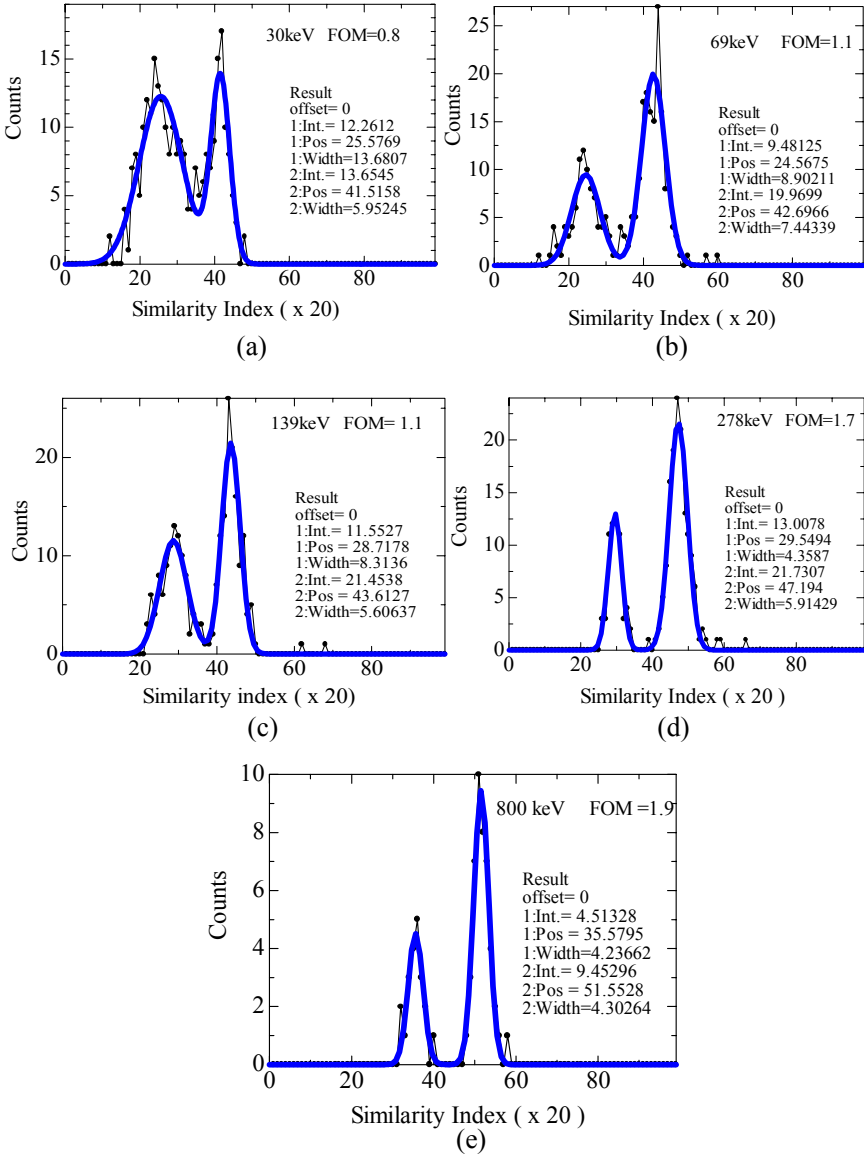 30keV FOM=0.8
Counts
15
10
5
0
Result
offset= 0
1:Int.= 12.2612
1:Pos = 25.5769
1:Width=13.6807
2:Int.= 13.6545
2:Pos = 41.5158
2:Width=5.95245
0 20 40 60 80
Similarity Index ( x 20)
(a)
69keV FOM=1.1
Counts
25
20
15
10
5
0
Result
offset= 0
1:Int.= 9.48125
1:Pos = 24.5675
1:Width=8.90211
2:Int.= 19.9699
2:Pos = 42.6966
2:Width=7.44339
0 20 40 60 80
Similarity Index ( x 20)
(b)
139keV FOM= 1.1
Counts
20
10
0
Result
offset= 0
1:Int.= 11.5527
1:Pos = 28.7178
1:Width=8.3136
2:Int.= 21.4538
2:Pos = 43.6127
2:Width=5.60637
0 20 40 60 80
Similarity index ( x 20)
(c)
278keV FOM=1.7
Counts
20
15
10
5
0
Result
offset= 0
1:Int.= 13.0078
1:Pos = 29.5494
1:Width=4.3587
2:Int.= 21.7307
2:Pos = 47.194
2:Width=5.91429
0 20 40 60 80
Similarity Index ( x 20 )
(d)
800 keV FOM =1.9
Counts
10
8
6
4
2
0
Result
offset= 0
1:Int.= 4.51328
1:Pos = 35.5795
1:Width=4.23662
2:Int.= 9.45296
2:Pos = 51.5528
2:Width=4.30264
0 20 40 60 80
Similarity Index ( x 20 )
(e)